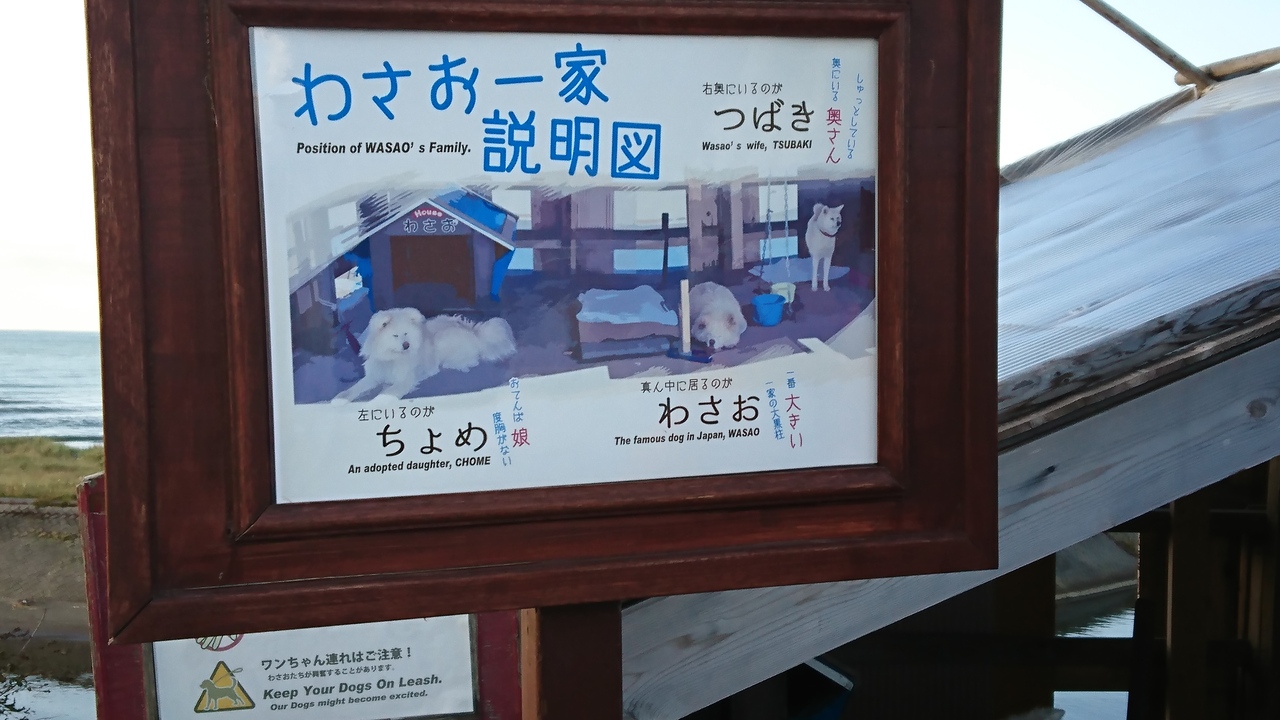 わさお一家
説明図
Position of WASAO's Family.
右奥にいるのが
つばき
Wasao's wife, TSUBAKI
奥にいる 奥さん
しゅっとしている
House
わさお
左にいるのが
ちょめ
An adopted daughter, CHOME
おてんば 娘
度胸がない
真ん中に居るのが
わさお
The famous dog in Japan, WASAO
一番 大きい
一家の大黒柱
ワンちゃん連れはご注意！
わさおたちが興奮することがあります。
Keep Your Dogs On Leash.
Our Dogs might become excited.